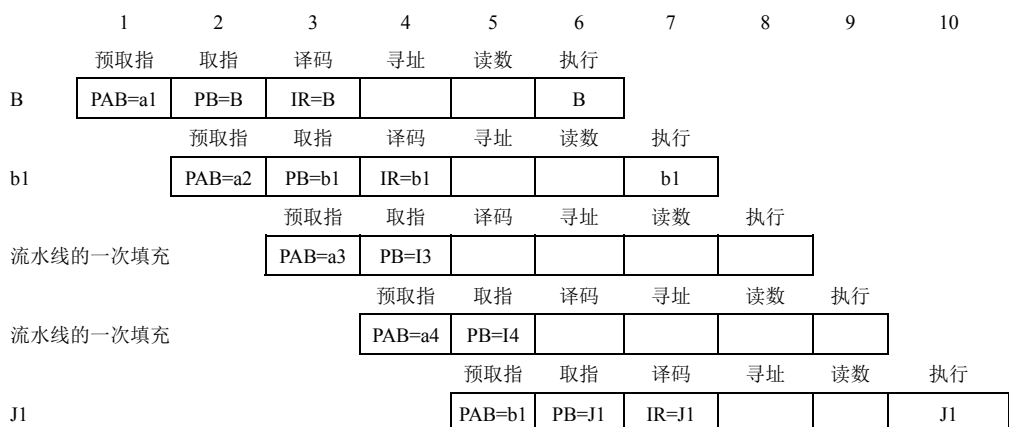 1 2 3 4 5 6 7 8 9 10
预取指 取指 译码 寻址 读数 执行
B PAB=a1 PB=B IR=B B
预取指 取指 译码 寻址 读数 执行
b1 PAB=a2 PB=b1 IR=b1 b1
预取指 取指 译码 寻址 读数 执行
流水线的一次填充 PAB=a3 PB=I3
预取指 取指 译码 寻址 读数 执行
流水线的一次填充 PAB=a4 PB=I4
预取指 取指 译码 寻址 读数 执行
J1 PAB=b1 PB=J1 IR=J1 J1